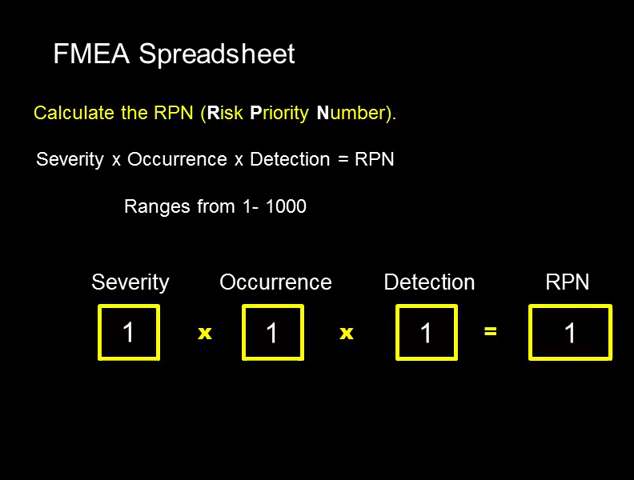 FMEA Spreadsheet
Calculate the RPN (Risk Priority Number).
Severity x Occurrence x Detection = RPN
Ranges from 1- 1000
Severity Occurrence Detection RPN
1 x 1 x 1 = 1